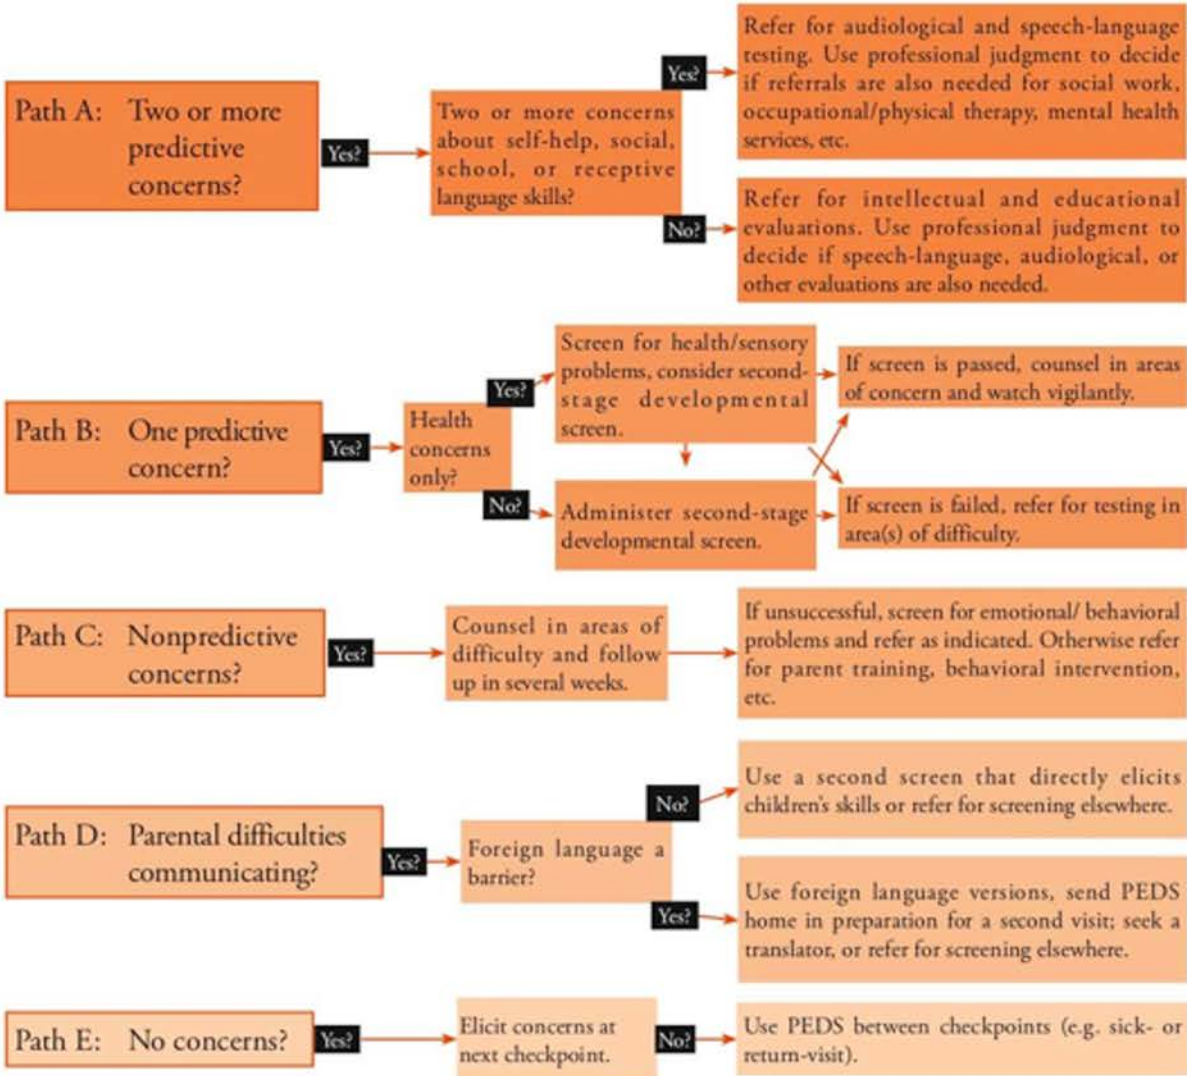 Path A: Two or more
predictive
concerns?
Yes?
Two or more concerns
about self-help, social,
school, or receptive
language skills?
Yes?
Refer for audiological and speech-language
testing. Use professional judgment to decide
if referrals are also needed for social work,
occupational/physical therapy, mental health
services, etc.
No?
Refer for intellectual and educational
evaluations. Use professional judgment to
decide if speech-language, audiological, or
other evaluations are also needed.
Path B: One predictive
concern?
Yes?
Health
concerns
only?
Yes?
Screen for health/sensory
problems, consider second-
stage developmental
screen.
No?
Administer second-stage
developmental screen.
If screen is passed, counsel in areas
of concern and watch vigilantly.
If screen is failed, refer for testing in
area(s) of difficulty.
Path C: Nonpredictive
concerns?
Yes?
Counsel in areas of
difficulty and follow
up in several weeks.
If unsuccessful, screen for emotional/ behavioral
problems and refer as indicated. Otherwise refer
for parent training, behavioral intervention,
etc.
Path D: Parental difficulties
communicating?
Yes?
Foreign language a
barrier?
No?
Use a second screen that directly elicits
children's skills or refer for screening elsewhere.
Yes?
Use foreign language versions, send PEDS
home in preparation for a second visit; seek a
translator, or refer for screening elsewhere.
Path E: No concerns?
Yes?
Elicit concerns at
next checkpoint.
No?
Use PEDS between checkpoints (e.g. sick- or
return-visit).